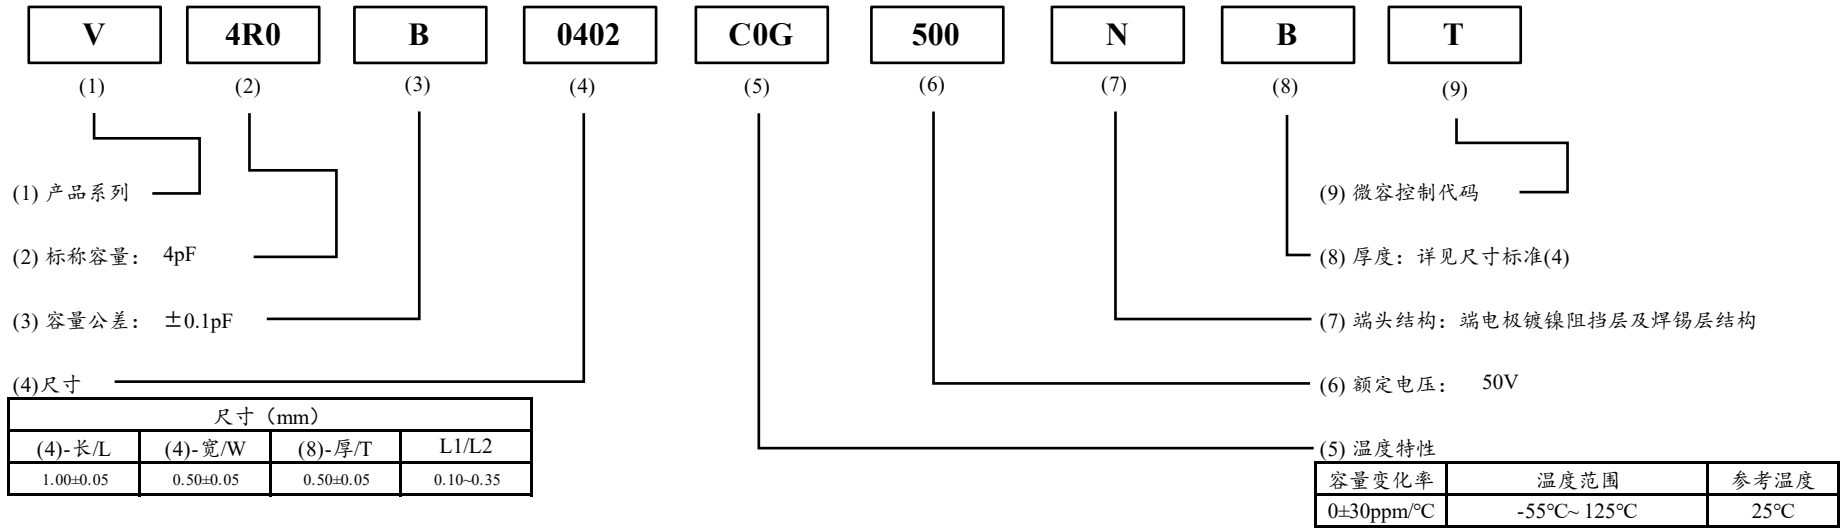 V 4R0 B 0402 C0G 500 N B T
(1) (2) (3) (4) (5) (6) (7) (8) (9)
(1) 产品系列
(9) 微容控制代码
(2) 标称容量： 4pF
(8) 厚度：详见尺寸标准(4)
(3) 容量公差： ±0.1pF
(7) 端头结构：端电极镀镍阻挡层及焊锡层结构
(4)尺寸
(6) 额定电压： 50V
尺寸（mm）
(4)-长/L (4)-宽/W (8)-厚/T L1/L2
1.00±0.05 0.50±0.05 0.50±0.05 0.10~0.35
(5) 温度特性
容量变化率 温度范围 参考温度
0±30ppm/℃ -55℃~ 125℃ 25℃